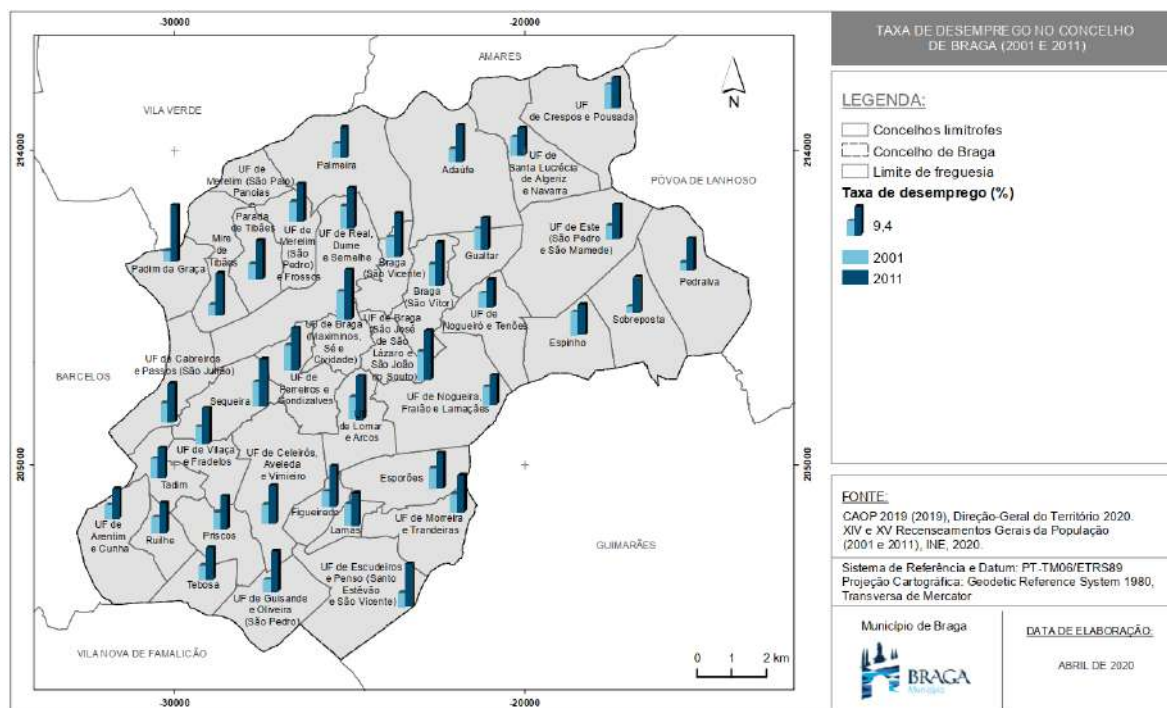 -30000
-20000
TAXA DE DESEMPREGO NO CONCELHO
DE BRAGA (2001 E 2011)
AMARES
VILA VERDE
N
UF
de Crespos e Pousada
214000
214000
Palmeira
Adaúfe
UF de
Santa Lucrécia
de Algeriz
e Navarra
PÓVOA DE LANHOSO
UF de
Merelim (São Paio)
Panoias
e
Parada
de Tibães
Mire
de
Tibães
UF de
Merelim
(São
Pedro) e
Frossos
UF de Real,
Dume
e Semelhe
Braga
(São Vicente)
Gualtar
UF de Este
(São Pedro
e São Mamede)
Padim da Graça
Braga
(São Vítor)
Pedralva
UF de
Nogueiró e Tenões
Sobreposta
Espinho
UF de Braga
(Maximinos,
Sé e
Cividade)
UF de Braga
(São José
de São
Lázaro e
São João
do Souto)
UF de Cabreiros
e Passos (São Julião)
BARCELOS
Sequeira
UF de
Ferreiros e
Gondizalves
UF de Nogueira,
Fraião e Lamaçães
de Lomar
e Arcos
UF de Vilaça
e Fradelos
UF de Celeirós,
Aveleda
e Vimieiro
205000
205000
Tadim
Esporões
Figueiredo
UF de
Arentim
e Cunha
Ruilhe
Priscos
Lamas
UF de Morreira
e Trandeiras
GUIMARÃES
Tebosa
UF de Guisande
e Oliveira
(São Pedro)
UF de Escudeiros
e Penso (Santo
Estêvão
e São Vicente)
VILA NOVA DE FAMALICÃO
0 1 2 km
-30000
-20000
LEGENDA:
Concelhos limítrofes
Concelho de Braga
Limite de freguesia
Taxa de desemprego (%)
9,4
2001
2011
FONTE:
CAOP 2019 (2019), Direção-Geral do Território 2020.
XIV e XV Recenseamentos Gerais da População
(2001 e 2011), INE, 2020.
Sistema de Referência e Datum: PT-TM06/ETRS89
Projeção Cartográfica: Geodetic Reference System 1980,
Transversa de Mercator
Município de Braga
BRAGA
Município
DATA DE ELABORAÇÃO:
ABRIL DE 2020